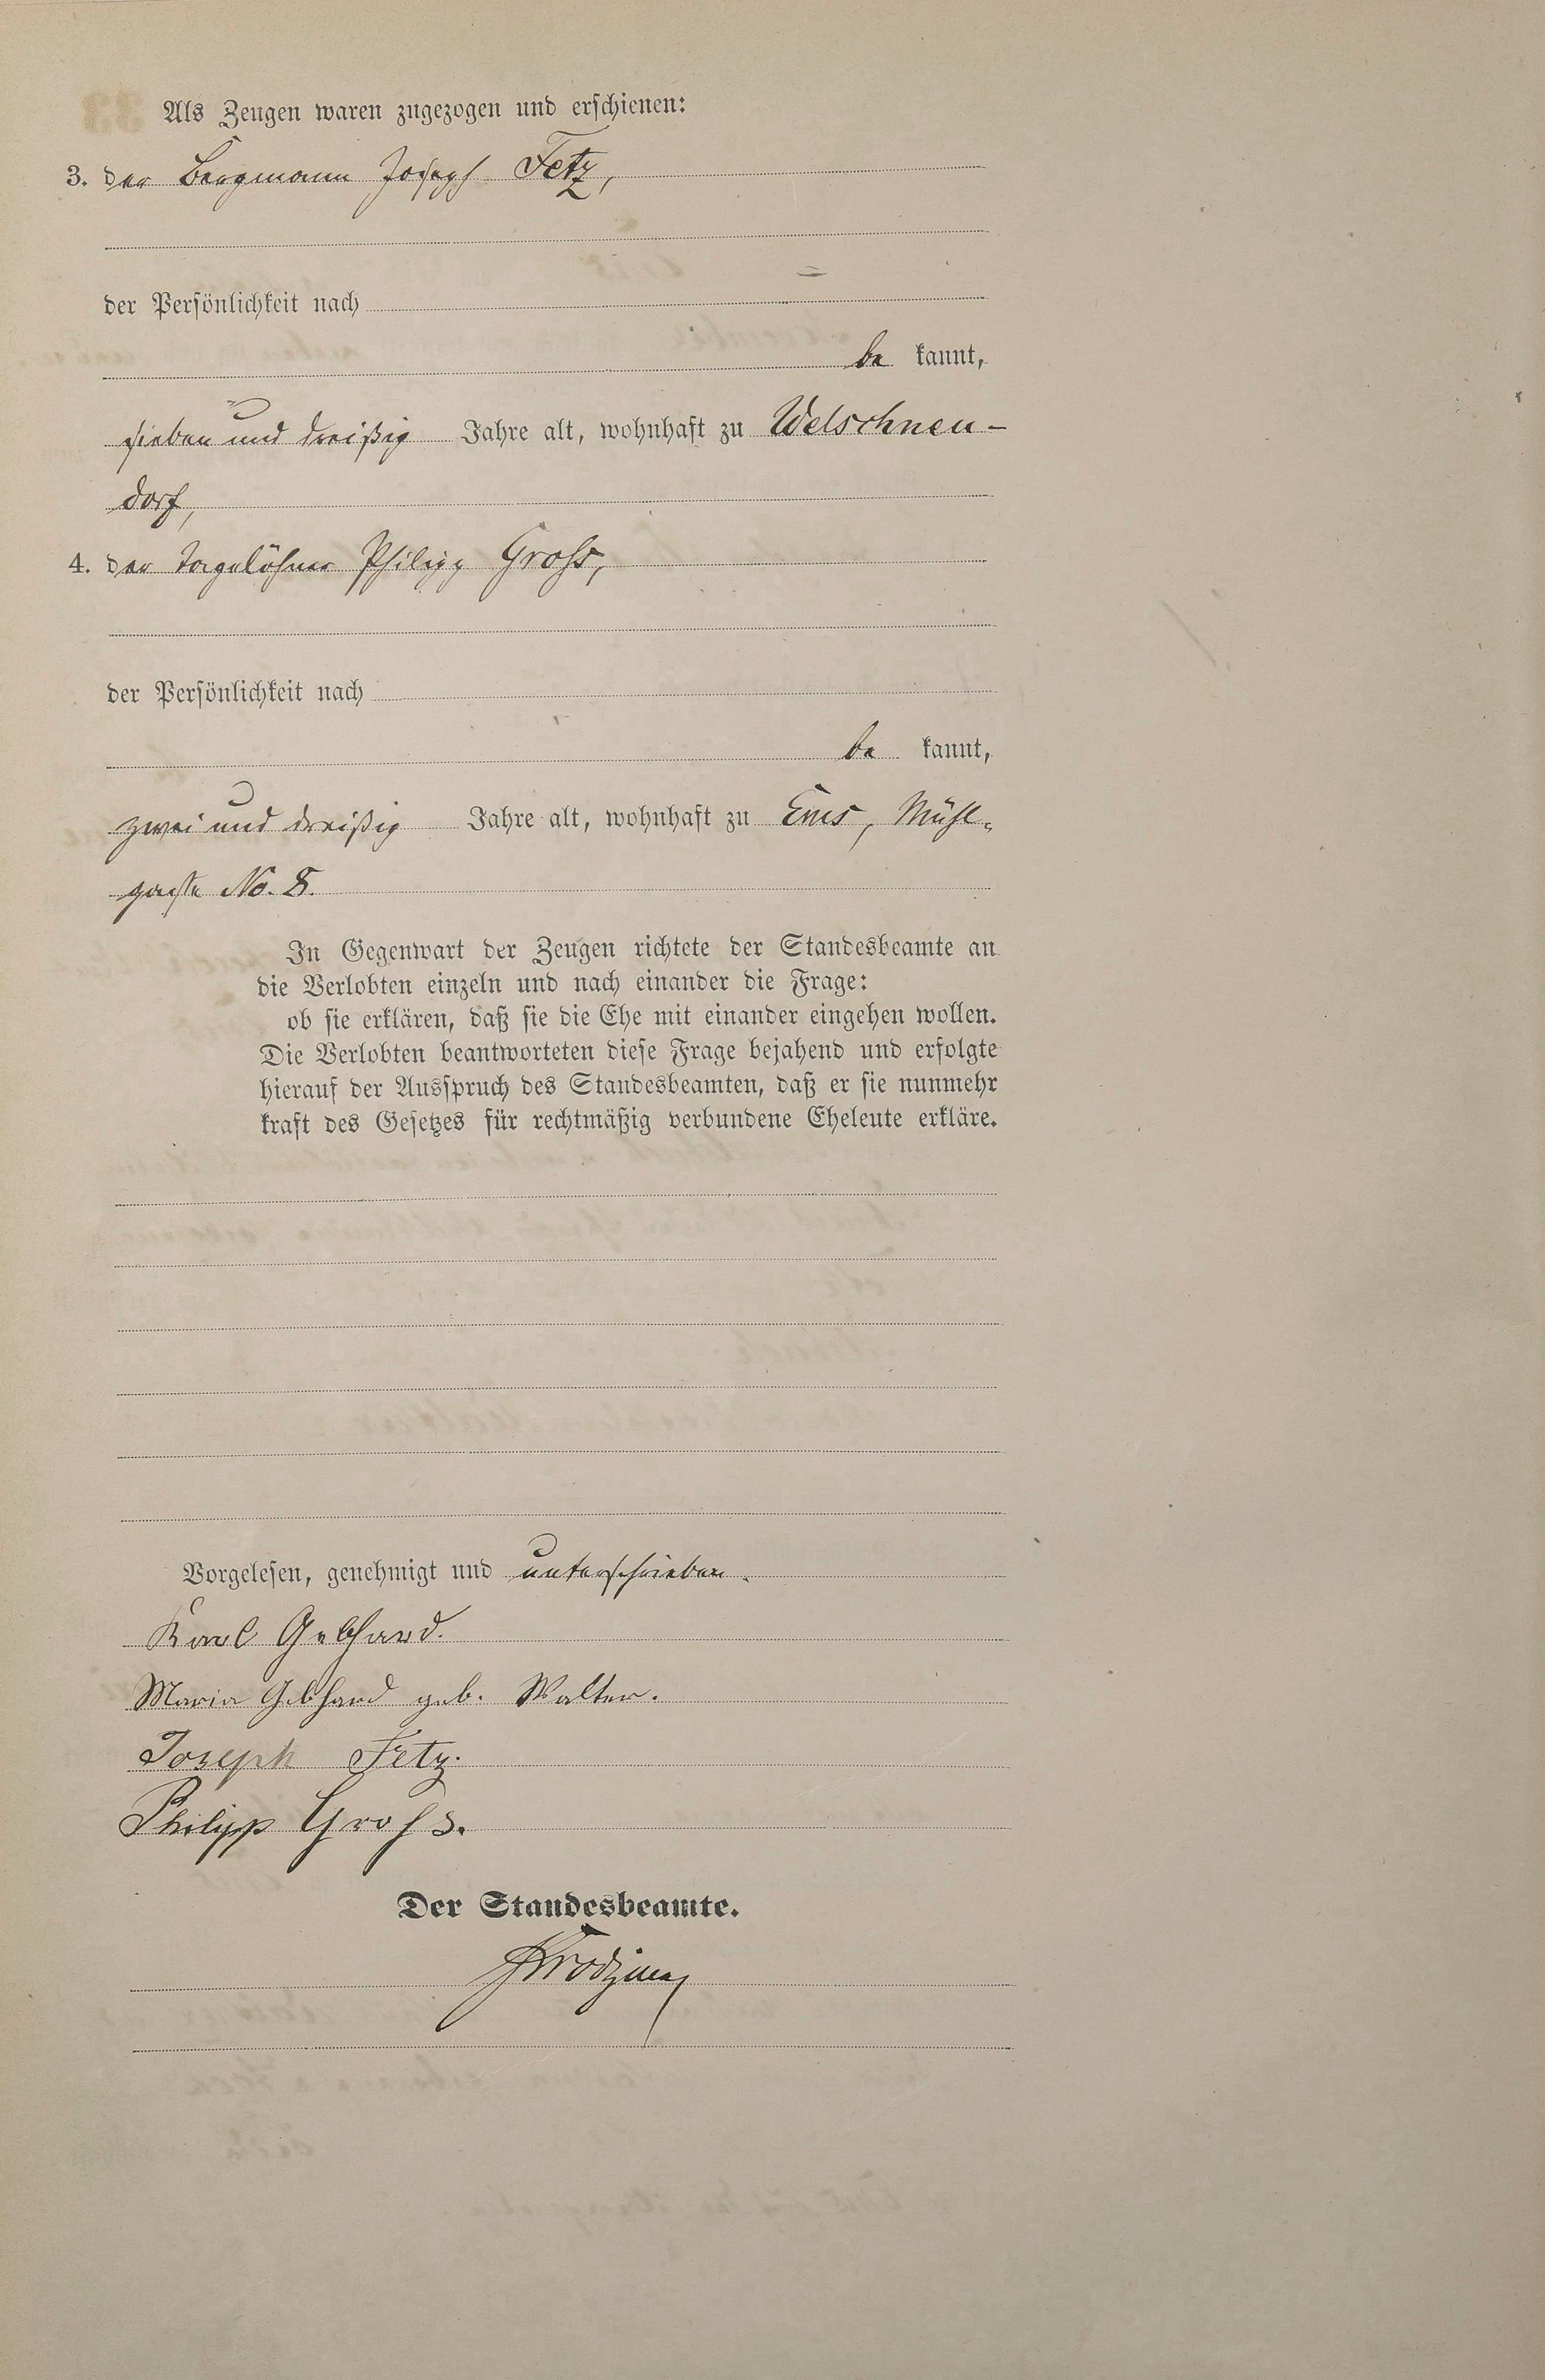 Als Zeugen waren zugezogen und erschienen:
3. der Bergmann Joseph Fetz,
der Persönlichkeit nach
be kannt,
sieben und dreißig Jahre alt, wohnhaft zu Welschneu-
dorf,
4. der Tagelöhner Philipp Groß,
der Persönlichkeit nach
be kannt,
zwei und dreißig Jahre alt, wohnhaft zu Ems, Mühl-
gasse No. 8.
In Gegenwart der Zeugen richtete der Standesbeamte an
die Verlobten einzeln und nach einander die Frage:
ob sie erklären, daß sie die Ehe mit einander eingehen wollen.
Die Verlobten beantworteten diese Frage bejahend und erfolgte
hierauf der Ausspruch des Standesbeamten, daß er sie nunmehr
kraft des Gesetzes für rechtmäßig verbundene Eheleute erkläre.
Vorgelesen, genehmigt und unterschrieben.
Karl Gebhard.
Maria Gebhard geb. Walter.
Joseph Fetz.
Philipp Groſs.
Der Standesbeamte.